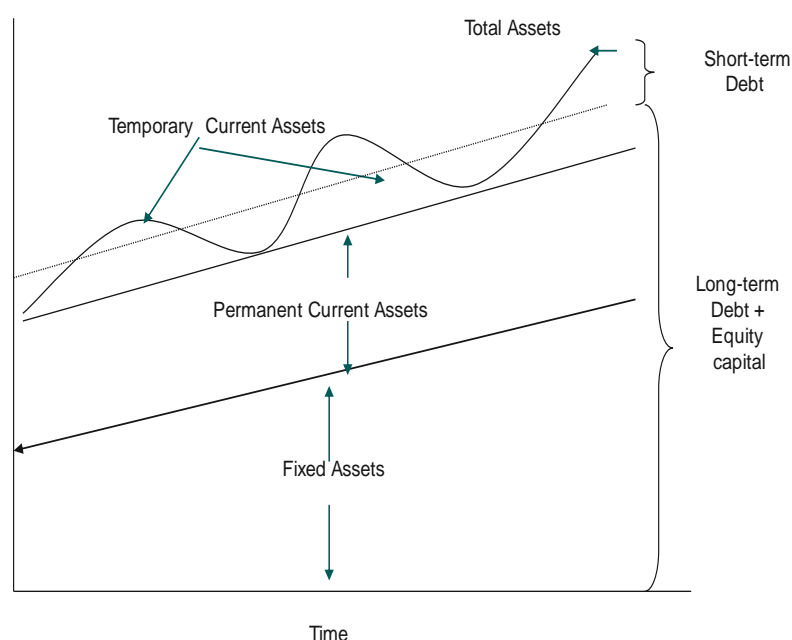 Total Assets
Short-term
Debt
Temporary Current Assets
Long-term
Debt +
Equity
capital
Permanent Current Assets
Fixed Assets
Time